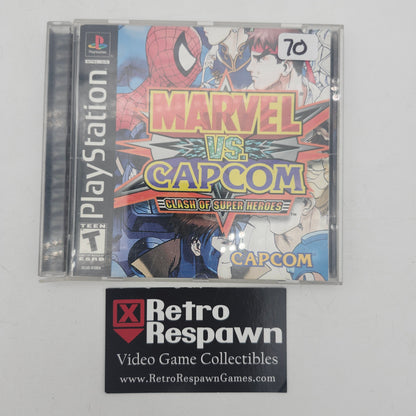 PlayStation
PlayStation
70
MARVEL
VS.
CAPCOM
CLASH OF SUPER HEROES
TEEN
T
CAPCOM
Retro
Respawn
Video Game Collectibles
www.RetroRespawnGames.com